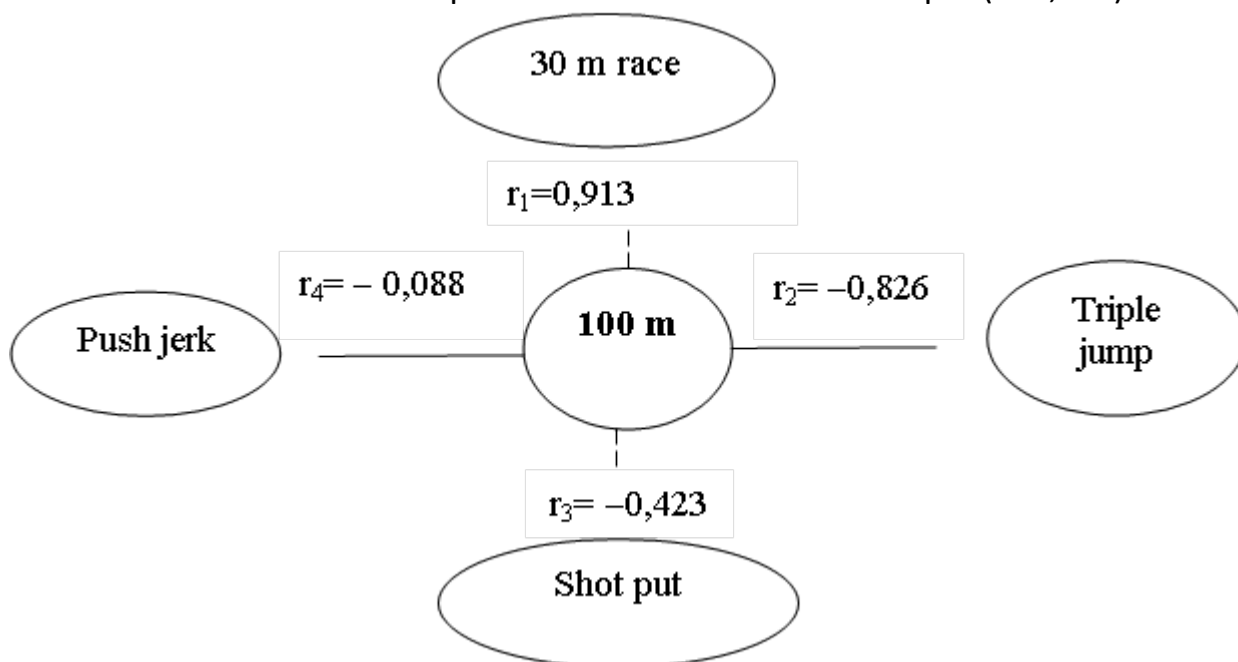 30 m race
r₁=0,913
r₄= – 0,088
r₂= –0,826
Push jerk
100 m
Triple
jump
r₃= –0,423
Shot put